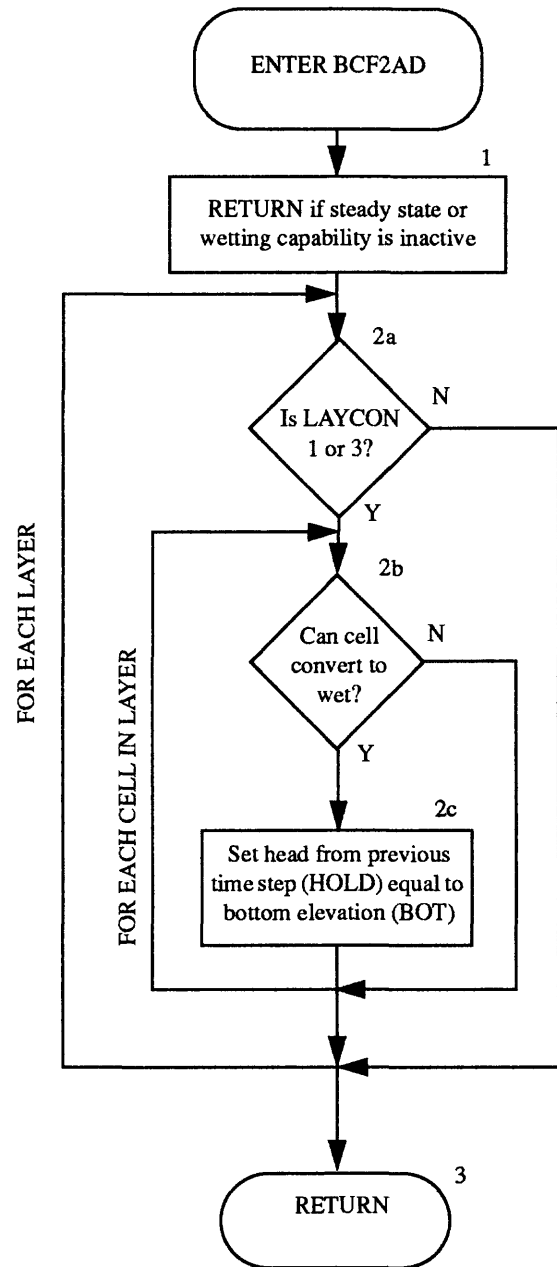 ENTER BCF2AD
1
RETURN if steady state or
wetting capability is inactive
2a
N
Is LAYCON
1 or 3?
Y
2b
N
Can cell
convert to
wet?
Y
2c
Set head from previous
time step (HOLD) equal to
bottom elevation (BOT)
FOR EACH LAYER
FOR EACH CELL IN LAYER
3
RETURN